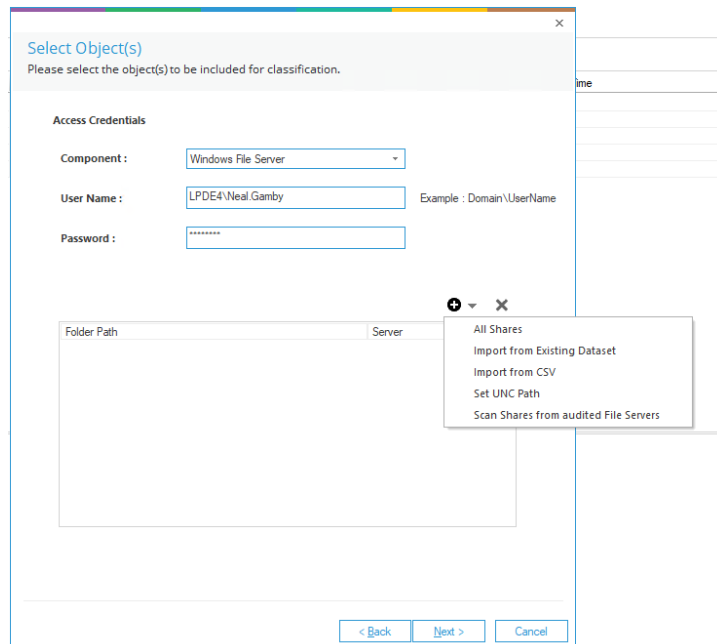 Select Object(s)
Please select the object(s) to be included for classification.
Access Credentials
Component :
Windows File Server
User Name :
LPDE4\Neal.Gamby
Example : Domain\UserName
Password :
********
Folder Path
Server
All Shares
Import from Existing Dataset
Import from CSV
Set UNC Path
Scan Shares from audited File Servers
< Back
Next >
Cancel